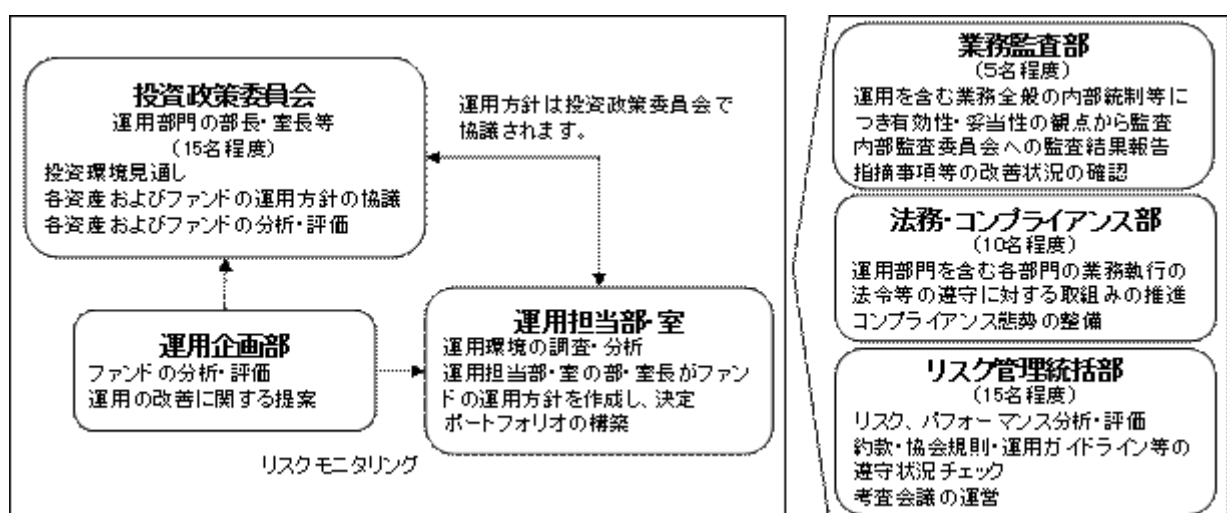 投資政策委員会
運用部門の部長・室長等
(15名程度)
投資環境見通し
各資産およびファンドの運用方針の協議
各資産およびファンドの分析・評価
運用方針は投資政策委員会で
協議されます。
運用企画部
ファンドの分析・評価
運用の改善に関する提案
運用担当部・室
運用環境の調査・分析
運用担当部・室の部・室長がファン
ドの運用方針を作成し、決定
ポートフォリオの構築
リスクモニタリング
業務監査部
(5名程度)
運用を含む業務全般の内部統制等に
つき有効性・妥当性の観点から監査
内部監査委員会への監査結果報告
指摘事項等の改善状況の確認
法務・コンプライアンス部
(10名程度)
運用部門を含む各部門の業務執行の
法令等の遵守に対する取組みの推進
コンプライアンス態勢の整備
リスク管理統括部
(15名程度)
リスク、パフォーマンス分析・評価
約款・協会規則・運用ガイドライン等の
遵守状況チェック
考査会議の運営